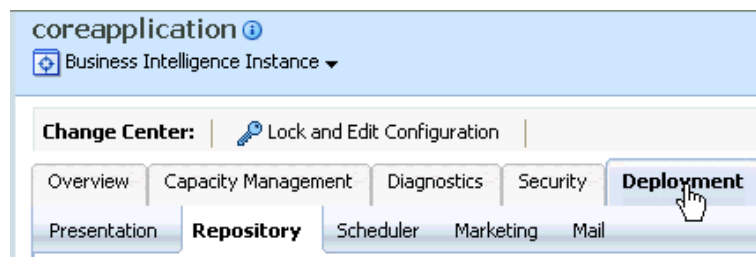 coreapplication
Business Intelligence Instance
Change Center: Lock and Edit Configuration
Overview Capacity Management Diagnostics Security Deployment
Presentation Repository Scheduler Marketing Mail